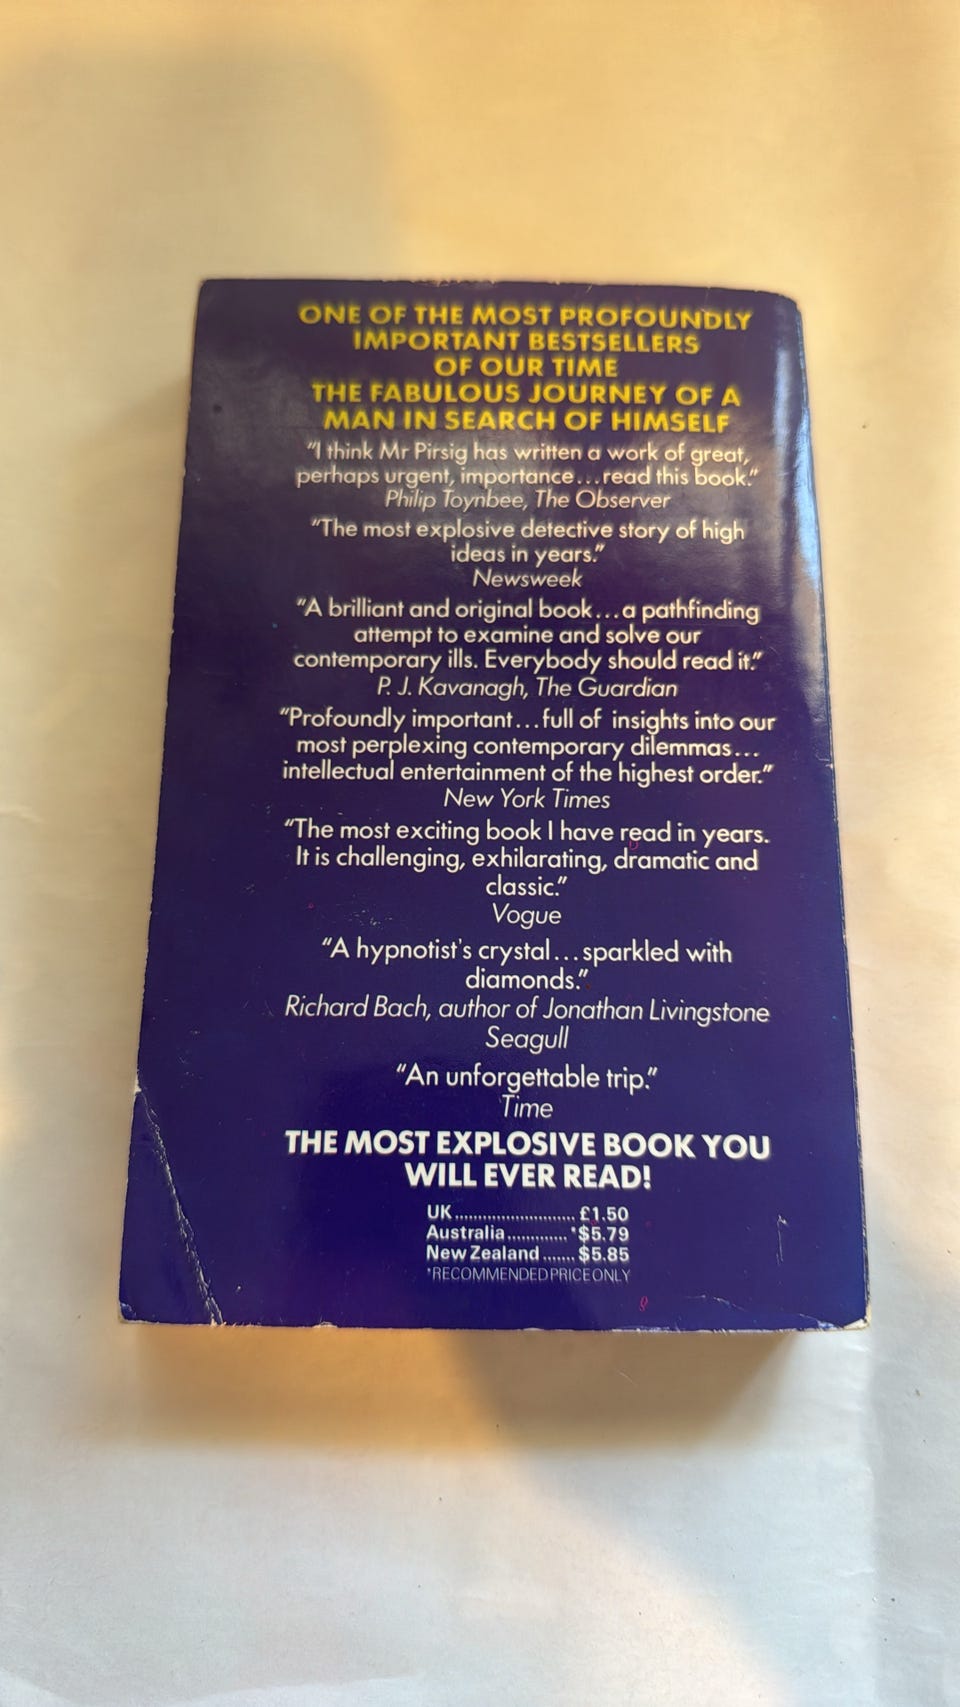 ONE OF THE MOST PROFOUNDLY
IMPORTANT BESTSELLERS
OF OUR TIME
THE FABULOUS JOURNEY OF A
MAN IN SEARCH OF HIMSELF
"I think Mr Pirsig has written a work of great,
perhaps urgent, importance...read this book."
Philip Toynbee, The Observer
"The most explosive detective story of high
ideas in years."
Newsweek
"A brilliant and original book...a pathfinding
attempt to examine and solve our
contemporary ills. Everybody should read it."
P. J. Kavanagh, The Guardian
"Profoundly important...full of insights into our
most perplexing contemporary dilemmas...
intellectual entertainment of the highest order."
New York Times
"The most exciting book I have read in years.
It is challenging, exhilarating, dramatic and
classic."
Vogue
"A hypnotist's crystal...sparkled with
diamonds."
Richard Bach, author of Jonathan Livingstone
Seagull
"An unforgettable trip."
Time
THE MOST EXPLOSIVE BOOK YOU
WILL EVER READ!
UK.......................... £1.50
Australia............. *$5.79
New Zealand....... $5.85
*RECOMMENDED PRICE ONLY